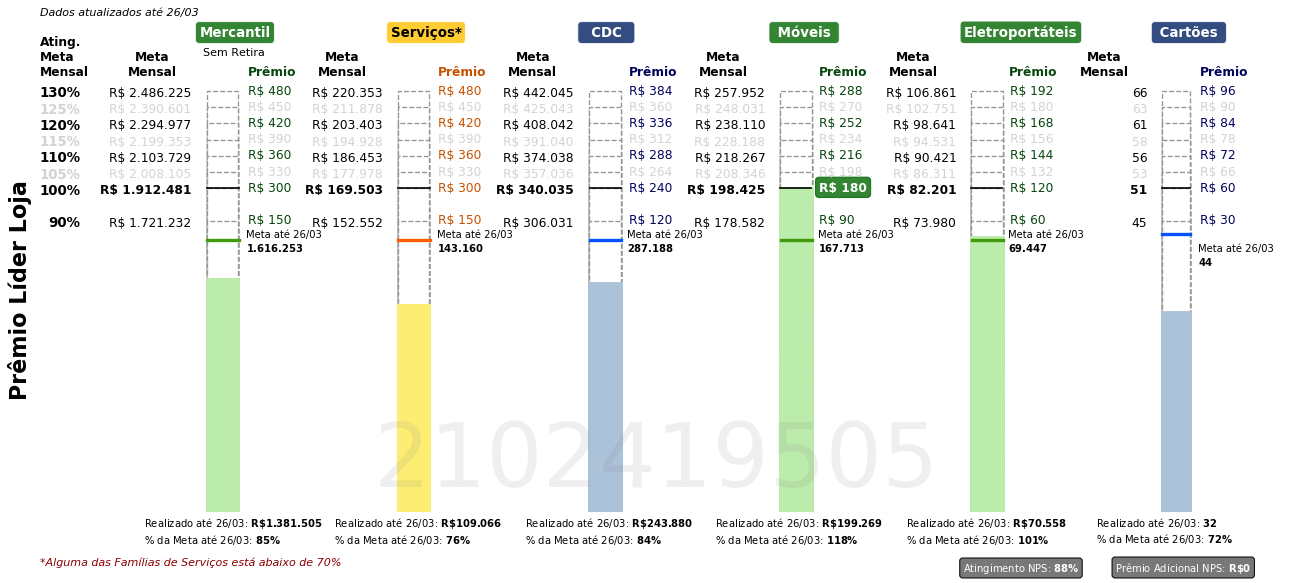 Dados atualizados até 26/03
Mercantil Serviços* CDC Móveis Eletroportáteis Cartões
Sem Retira
Ating. Meta Mensal Meta Mensal Prêmio Meta Mensal Prêmio Meta Mensal Prêmio Meta Mensal Prêmio Meta Mensal Prêmio Meta Mensal Prêmio
130% R$ 2.486.225 R$ 480 R$ 220.353 R$ 480 R$ 442.045 R$ 384 R$ 257.952 R$ 288 R$ 106.861 R$ 192 66 R$ 96
125% R$ 2.390.601 R$ 450 R$ 211.878 R$ 450 R$ 425.043 R$ 360 R$ 248.031 R$ 270 R$ 102.751 R$ 180 63 R$ 90
120% R$ 2.294.977 R$ 420 R$ 203.403 R$ 420 R$ 408.042 R$ 336 R$ 238.110 R$ 252 R$ 98.641 R$ 168 61 R$ 84
115% R$ 2.199.353 R$ 390 R$ 194.928 R$ 390 R$ 391.040 R$ 312 R$ 228.188 R$ 234 R$ 94.531 R$ 156 58 R$ 78
110% R$ 2.103.729 R$ 360 R$ 186.453 R$ 360 R$ 374.038 R$ 288 R$ 218.267 R$ 216 R$ 90.421 R$ 144 56 R$ 72
105% R$ 2.008.105 R$ 330 R$ 177.978 R$ 330 R$ 357.036 R$ 264 R$ 208.346 R$ 198 R$ 86.311 R$ 132 53 R$ 66
100% R$ 1.912.481 R$ 300 R$ 169.503 R$ 300 R$ 340.035 R$ 240 R$ 198.425 R$ 180 R$ 82.201 R$ 120 51 R$ 60
90% R$ 1.721.232 R$ 150 R$ 152.552 R$ 150 R$ 306.031 R$ 120 R$ 178.582 R$ 90 R$ 73.980 R$ 60 45 R$ 30
Meta até 26/03 Meta até 26/03 Meta até 26/03 Meta até 26/03 Meta até 26/03 Meta até 26/03
1.616.253 143.160 287.188 167.713 69.447 44
Prêmio Líder Loja
2102419505
Realizado até 26/03: R$1.381.505 Realizado até 26/03: R$109.066 Realizado até 26/03: R$243.880 Realizado até 26/03: R$199.269 Realizado até 26/03: R$70.558 Realizado até 26/03: 32
% da Meta até 26/03: 85% % da Meta até 26/03: 76% % da Meta até 26/03: 84% % da Meta até 26/03: 118% % da Meta até 26/03: 101% % da Meta até 26/03: 72%
*Alguma das Famílias de Serviços está abaixo de 70%
Atingimento NPS: 88% Prêmio Adicional NPS: R$0